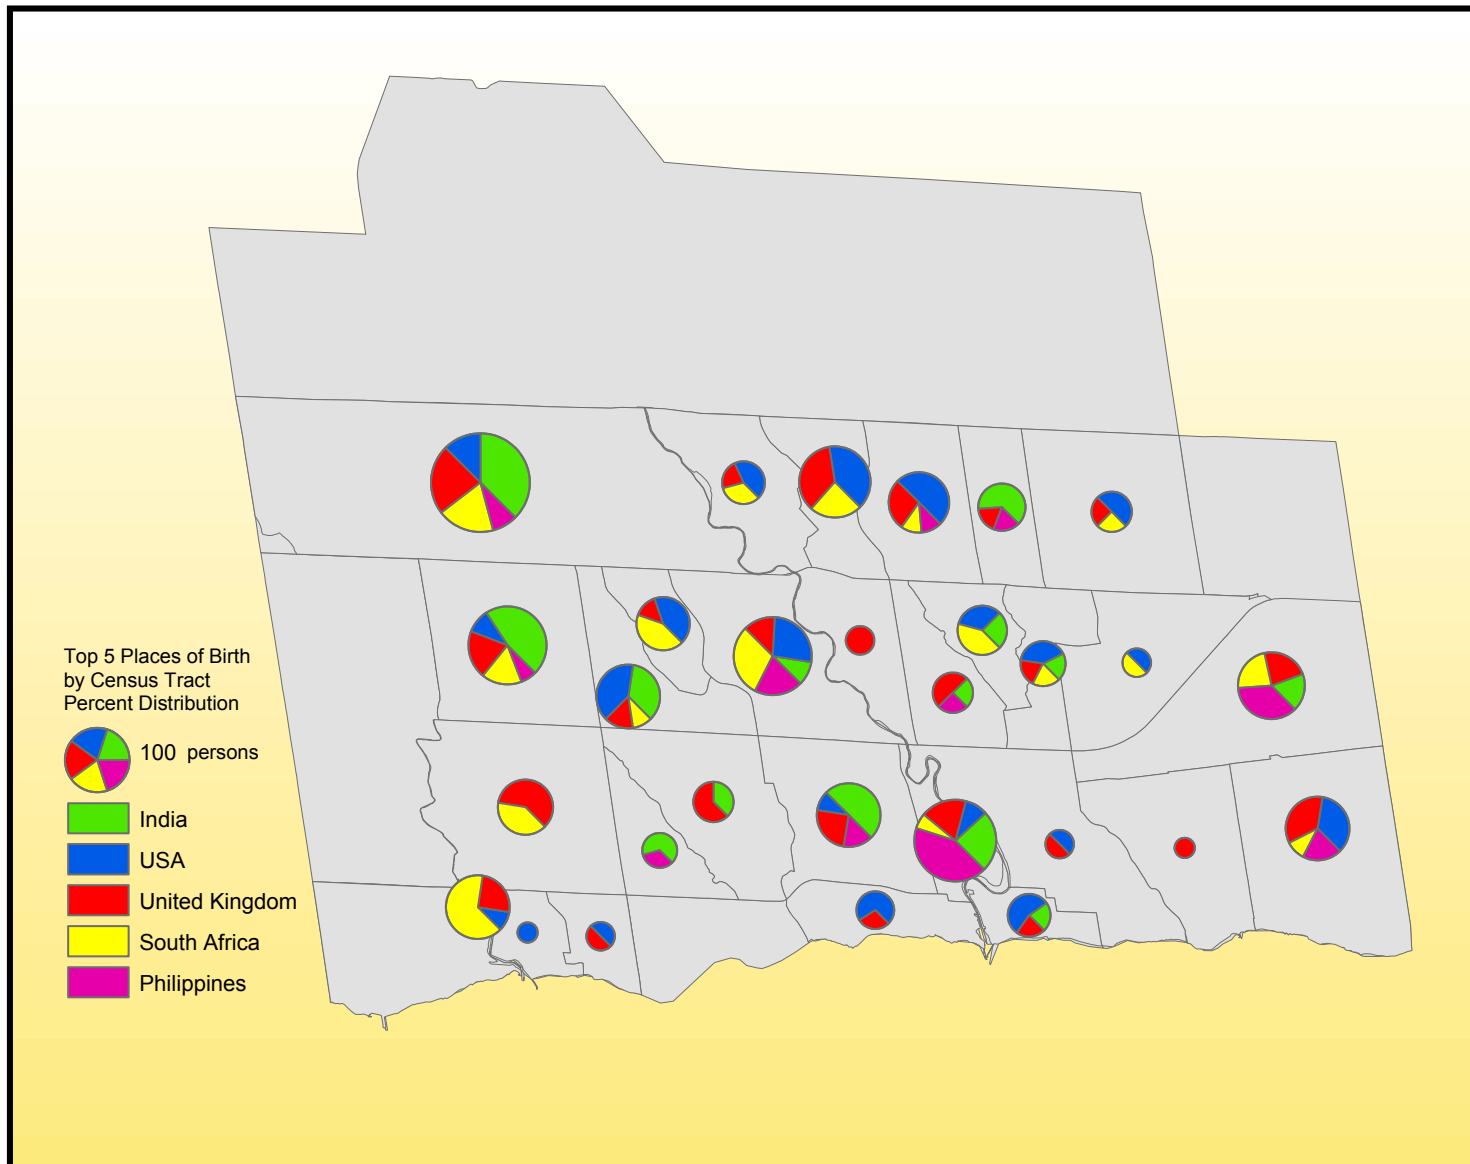 Top 5 Places of Birth
by Census Tract
Percent Distribution
100 persons
India
USA
United Kingdom
South Africa
Philippines